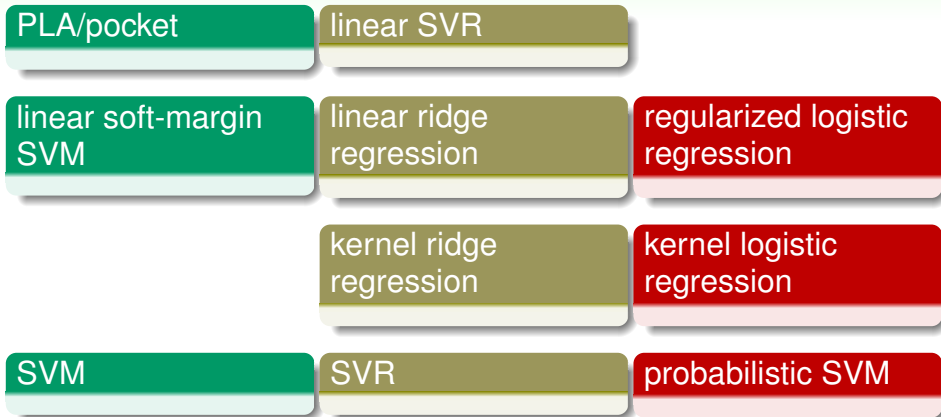 PLA/pocket
linear SVR
linear soft-margin
SVM
linear ridge
regression
regularized logistic
regression
kernel ridge
regression
kernel logistic
regression
SVM
SVR
probabilistic SVM